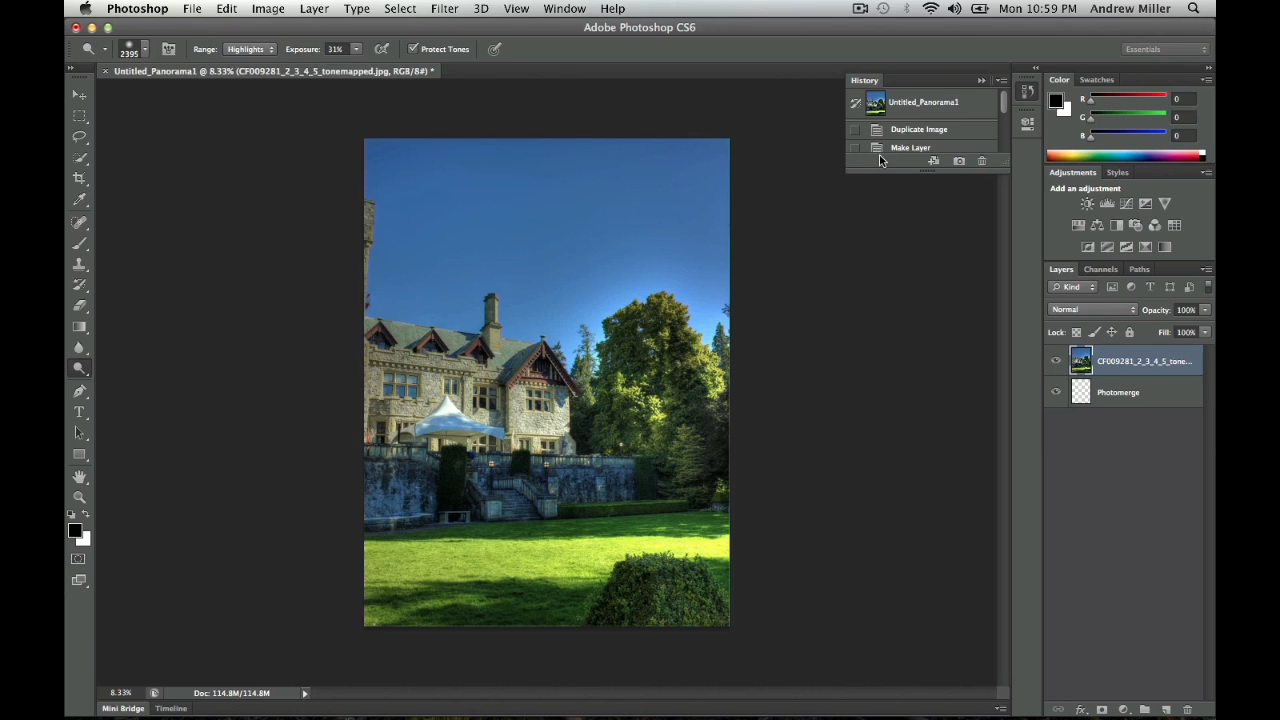 Photoshop File Edit Image Layer Type Select Filter 3D View Window Help Mon 10:59 PM Andrew Miller
Adobe Photoshop CS6
2395 Range: Highlights Exposure: 31% Protect Tones Essentials
Untitled_Panorama1 @ 8.33% (CF009281_2_3_4_5_tonemapped.jpg, RGB/8#) *
History
Untitled_Panorama1
Duplicate Image
Make Layer
Color Swatches
R 0
G 0
B 0
Adjustments Styles
Add an adjustment
Layers Channels Paths
Kind
Normal Opacity: 100%
Lock: Fill: 100%
CF009281_2_3_4_5_tone...
Photomerge
8.33% Doc: 114.8M/114.8M
Mini Bridge Timeline